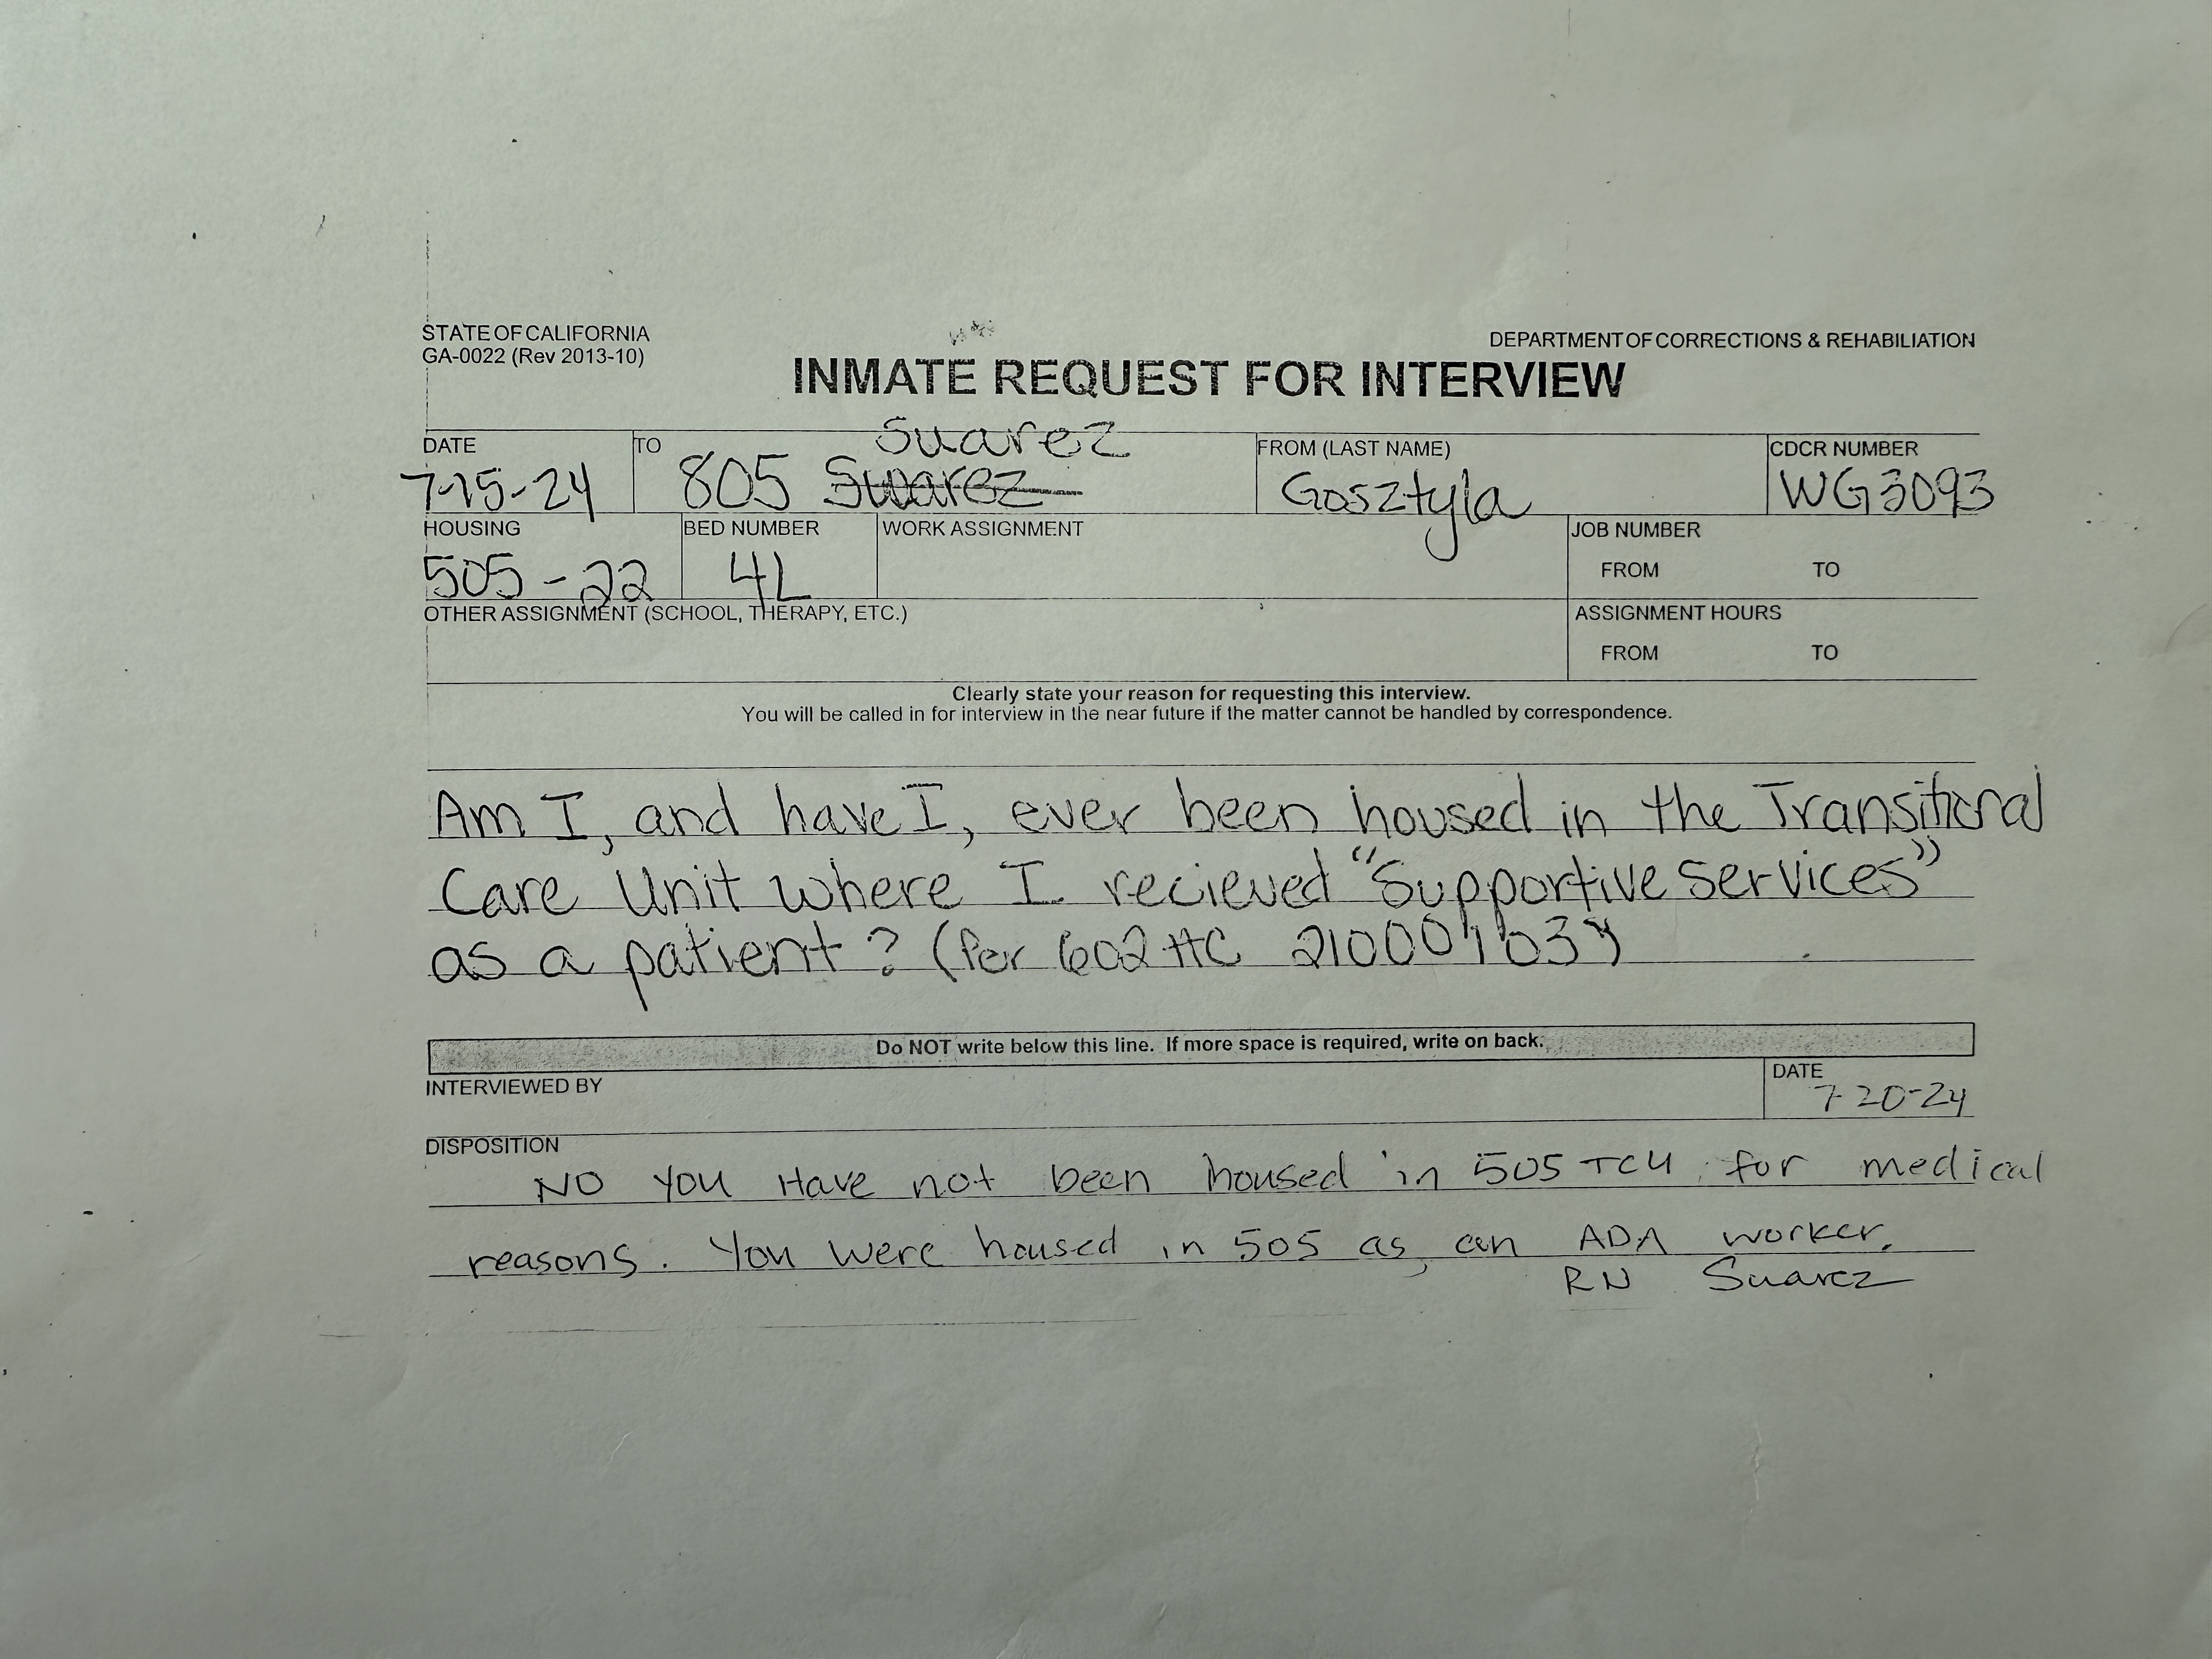 STATE OF CALIFORNIA
DEPARTMENT OF CORRECTIONS & REHABILIATION
GA-0022 (Rev 2013-10)
INMATE REQUEST FOR INTERVIEW
DATE
TO
FROM (LAST NAME)
CDCR NUMBER
Suarez
7-15-24
805 Suarez
Gosztyla
WG3093
HOUSING
BED NUMBER
WORK ASSIGNMENT
JOB NUMBER
505-22
4L
FROM TO
OTHER ASSIGNMENT (SCHOOL, THERAPY, ETC.)
ASSIGNMENT HOURS
FROM TO
Clearly state your reason for requesting this interview.
You will be called in for interview in the near future if the matter cannot be handled by correspondence.
Am I, and have I, ever been housed in the Transitional
Care Unit where I recieved "Supportive services"
as a patient? (Per 602 HC 21000903)
Do NOT write below this line. If more space is required, write on back.
INTERVIEWED BY
DATE
7-20-24
DISPOSITION
NO you Have not been housed in 505 TCU for medical
reasons. You were housed in 505 as, an ADA worker.
RN Suarez